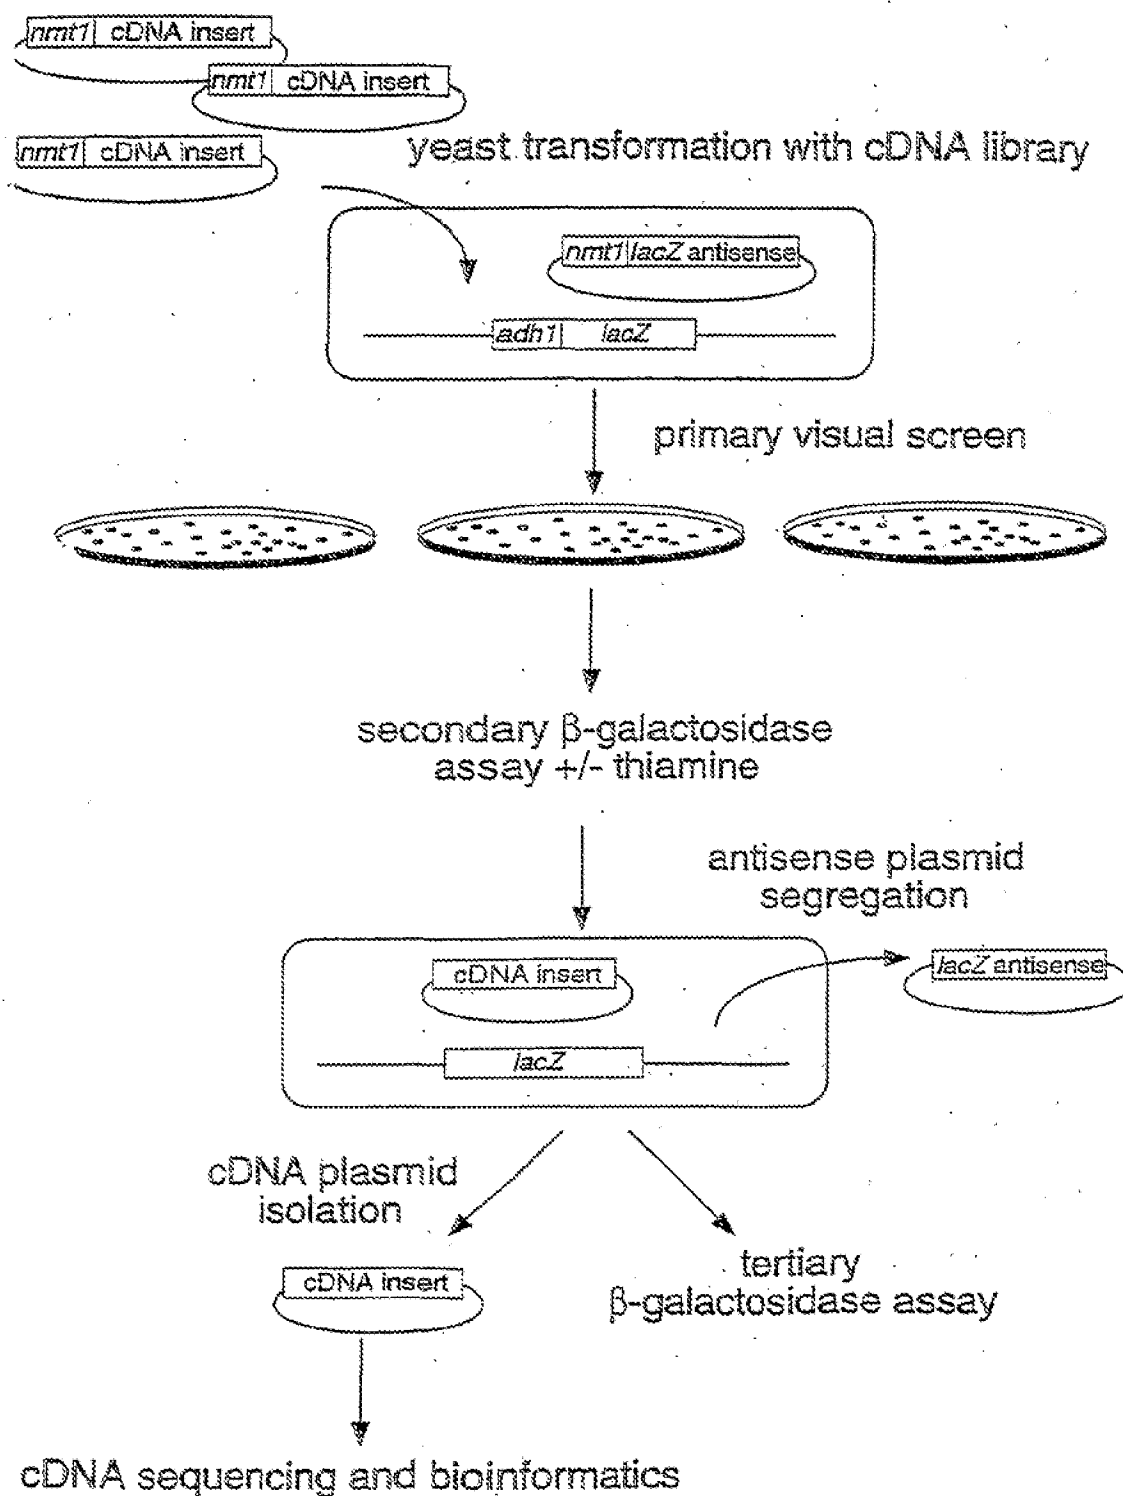 nmt1 cDNA insert
nmt1 cDNA insert
nmt1 cDNA insert
yeast transformation with cDNA library
nmt1 lacZ antisense
adh1 lacZ
primary visual screen
secondary β-galactosidase
assay +/- thiamine
antisense plasmid
segregation
cDNA insert
lacZ antisense
lacZ
cDNA plasmid
isolation
cDNA insert
tertiary
β-galactosidase assay
cDNA sequencing and bioinformatics